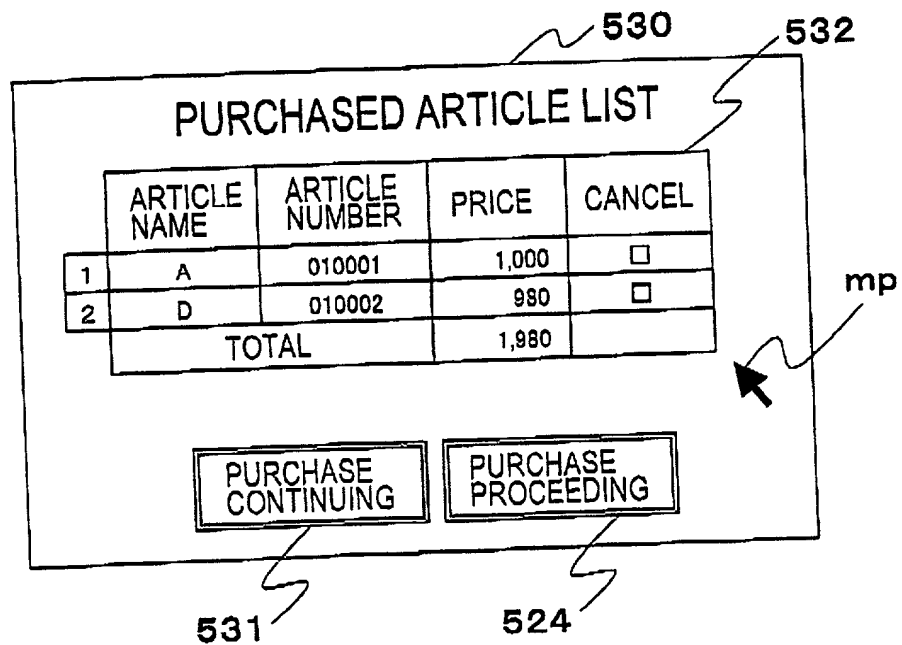 530
532
PURCHASED ARTICLE LIST
ARTICLE NAME
ARTICLE NUMBER
PRICE
CANCEL
1 A 010001 1,000 □
2 D 010002 980 □
TOTAL 1,980
mp
PURCHASE
CONTINUING
PURCHASE
PROCEEDING
531
524